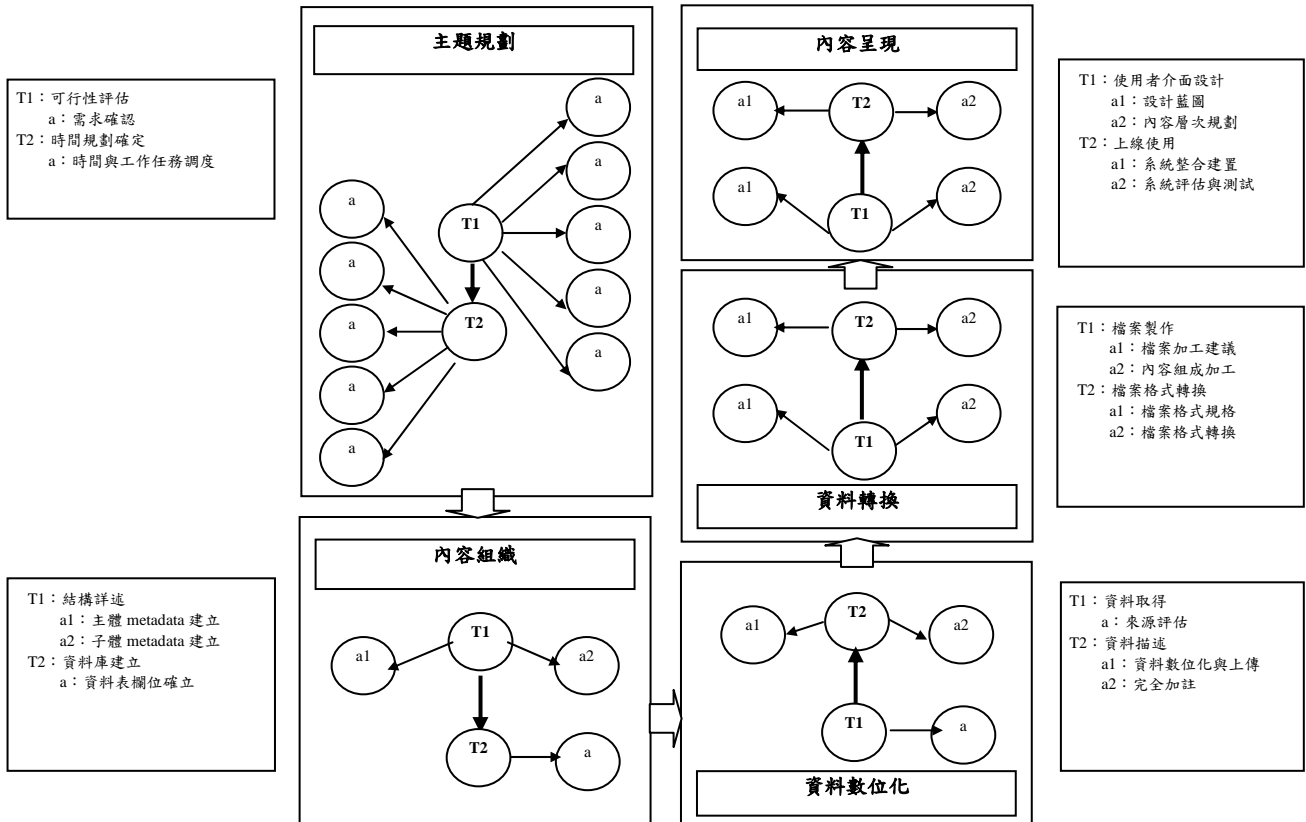 主題規劃
T1：可行性評估
a：需求確認
T2：時間規劃確定
a：時間與工作任務調度
a
a
a
T1
a
a
a
a
T2
a
a
a
a
內容組織
T1：結構詳述
a1：主體 metadata 建立
a2：子體 metadata 建立
T2：資料庫建立
a：資料表欄位確立
T1
a1
a2
T2
a
資料數位化
T1：資料取得
a：來源評估
T2：資料描述
a1：資料數位化與上傳
a2：完全加註
T2
a1
a2
T1
a
資料轉換
T1：檔案製作
a1：檔案加工建議
a2：內容組成加工
T2：檔案格式轉換
a1：檔案格式規格
a2：檔案格式轉換
a1
T2
a2
a1
a2
T1
內容呈現
T1：使用者介面設計
a1：設計藍圖
a2：內容層次規劃
T2：上線使用
a1：系統整合建置
a2：系統評估與測試
a1
T2
a2
a1
a2
T1